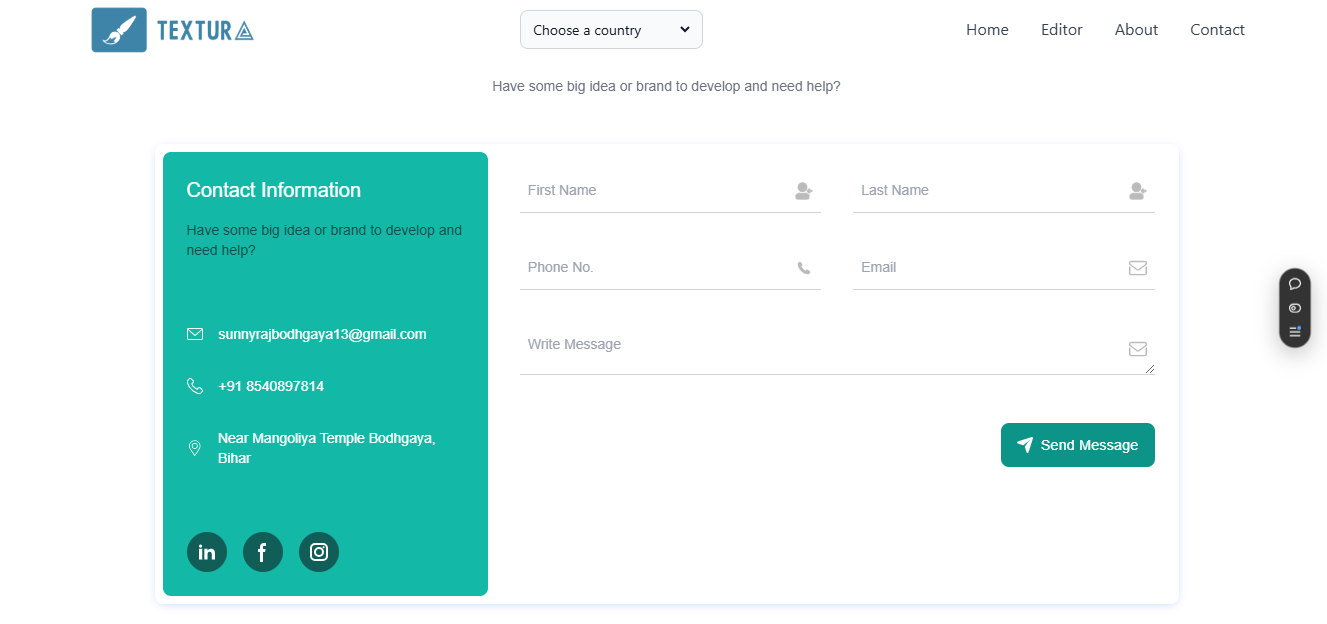 TEXTURA
Choose a country
Home
Editor
About
Contact
Have some big idea or brand to develop and need help?
Contact Information
Have some big idea or brand to develop and
need help?
sunnyrajbodhgaya13@gmail.com
+91 8540897814
Near Mangoliya Temple Bodhgaya,
Bihar
in
f
First Name
Last Name
Phone No.
Email
Write Message
Send Message